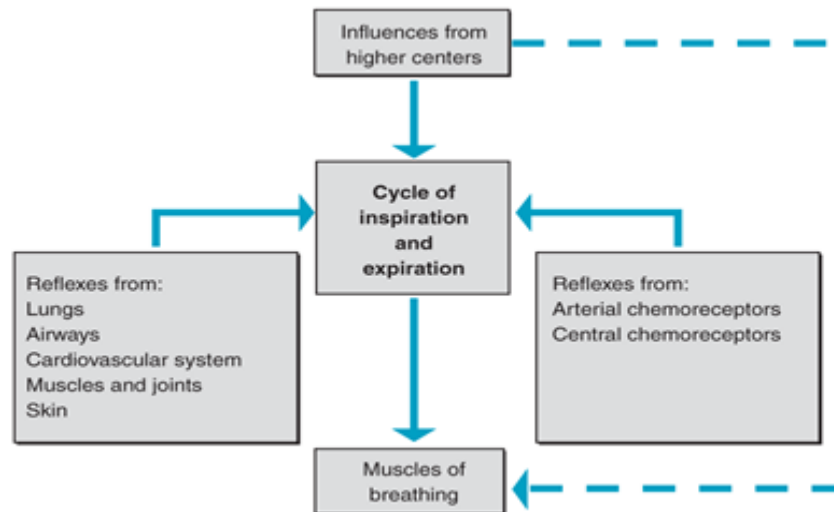 Influences from
higher centers
Cycle of
inspiration
and
expiration
Reflexes from:
Lungs
Airways
Cardiovascular system
Muscles and joints
Skin
Reflexes from:
Arterial chemoreceptors
Central chemoreceptors
Muscles of
breathing